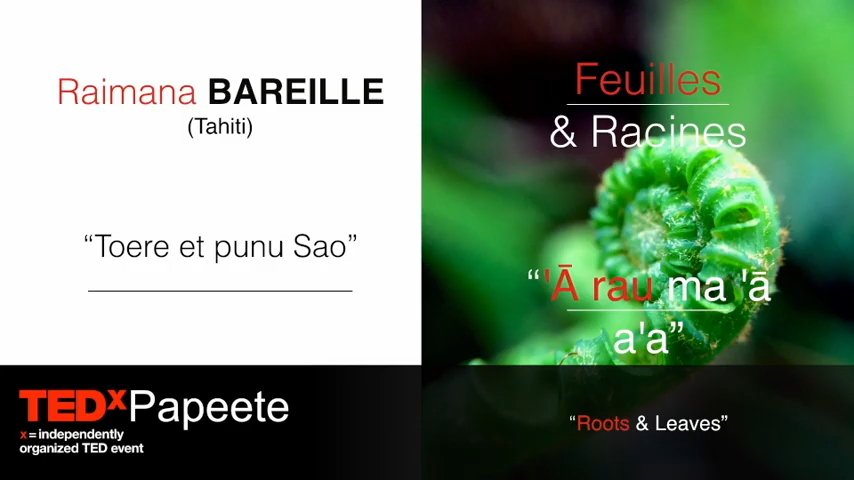 Raimana BAREILLE
(Tahiti)
“Toere et punu Sao”
TEDxPapeete
x = independently
organized TED event
Feuilles
& Racines
“'Ā rau ma 'ā
a'a”
“Roots & Leaves”